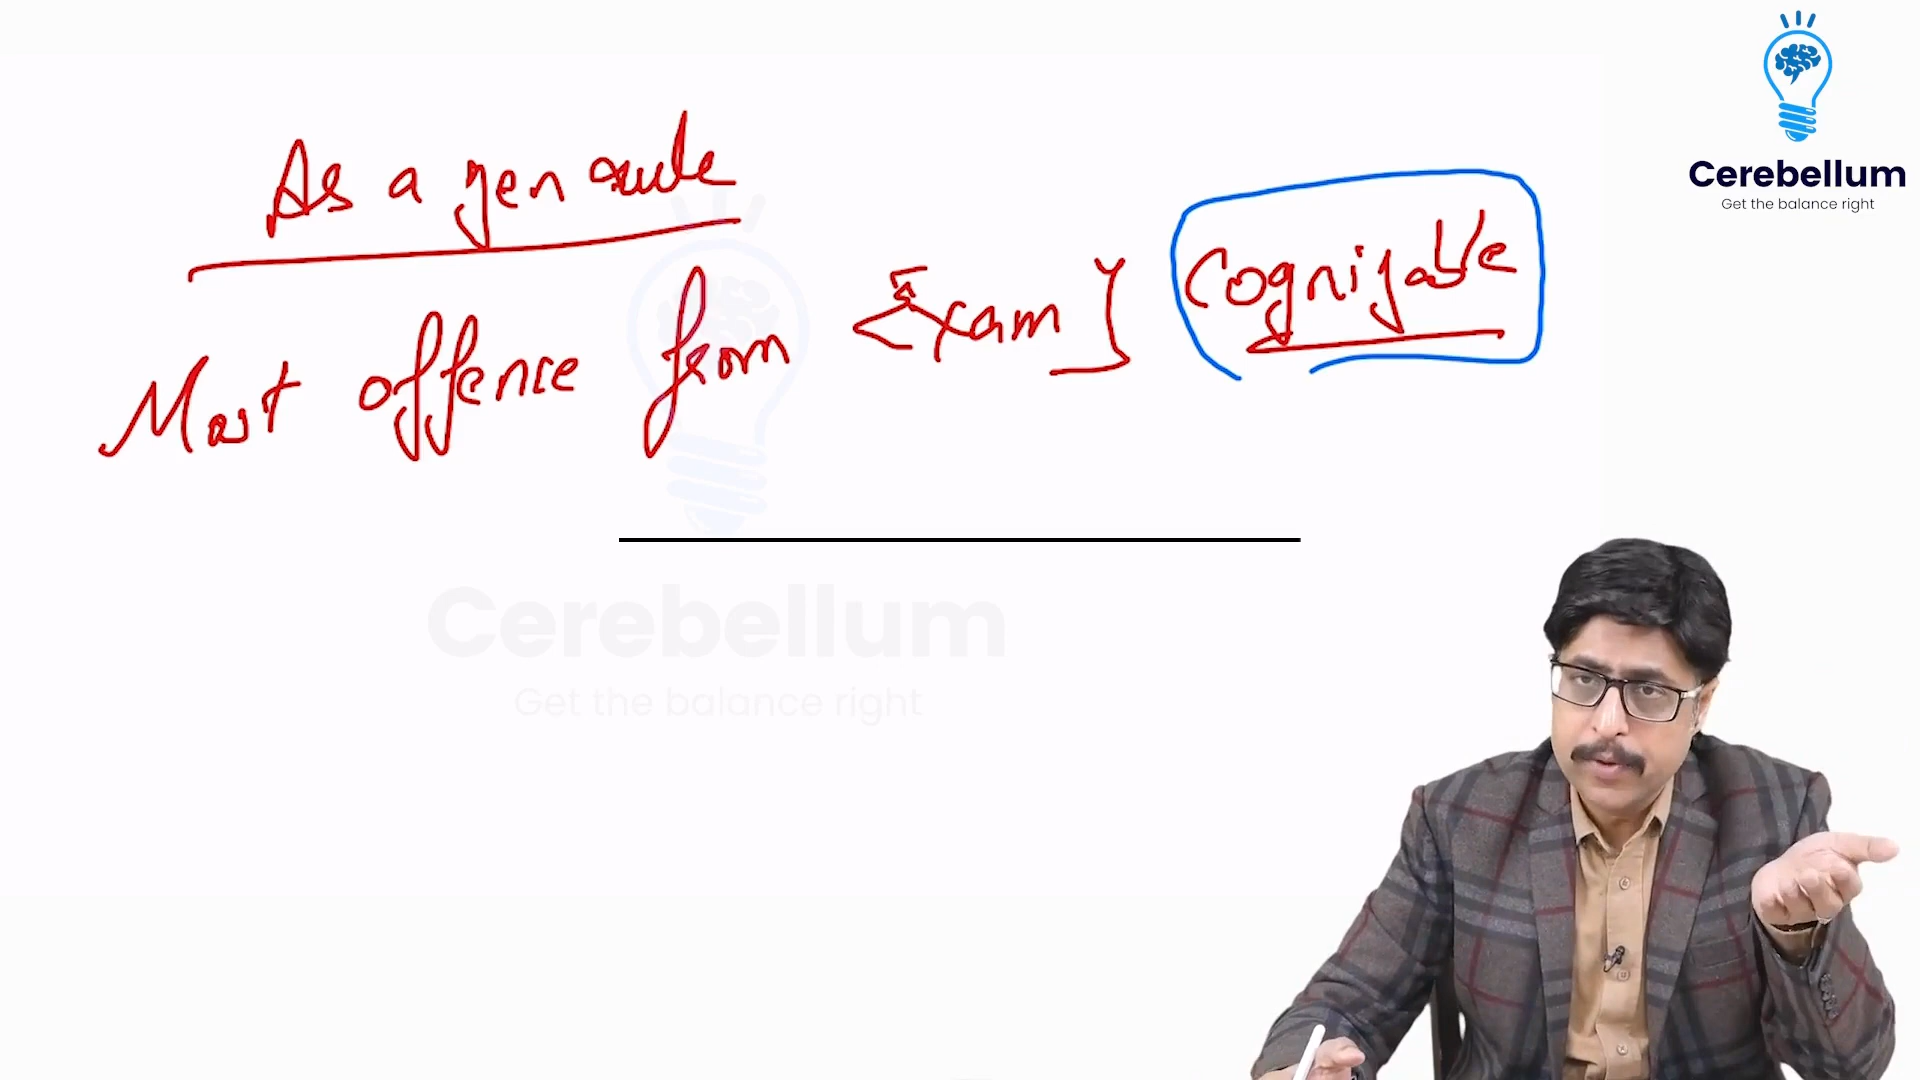 Cerebellum
Get the balance right
As a gen rule
Most offence from Exam } Cognizable
Cerebellum
Get the balance right